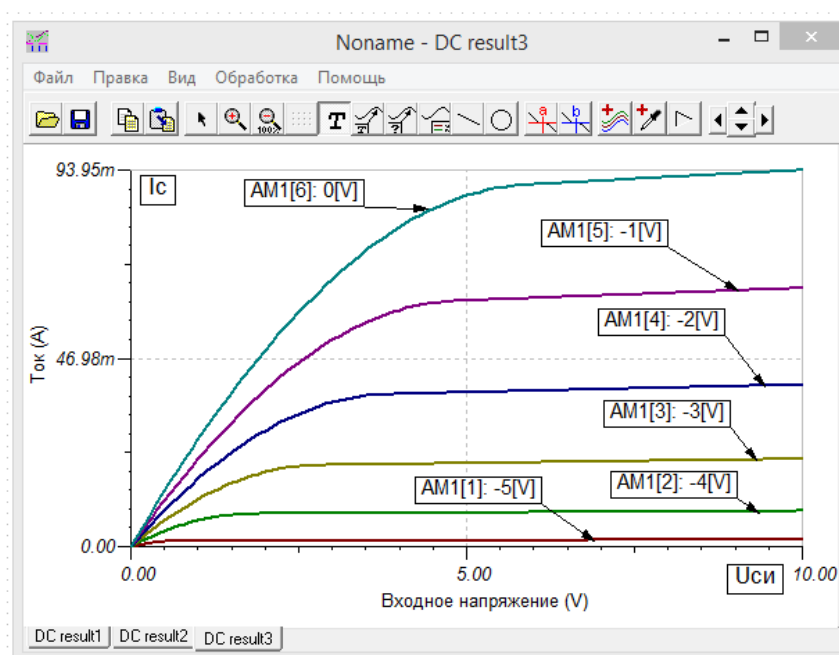 Noname - DC result3
Файл Правка Вид Обработка Помощь
100%
T
T
?
a
b
93.95m
Ic
AM1[6]: 0[V]
AM1[5]: -1[V]
AM1[4]: -2[V]
Ток (А)
46.98m
AM1[3]: -3[V]
AM1[1]: -5[V]
AM1[2]: -4[V]
0.00
0.00
5.00
Uси
10.00
Входное напряжение (V)
DC result1 DC result2 DC result3